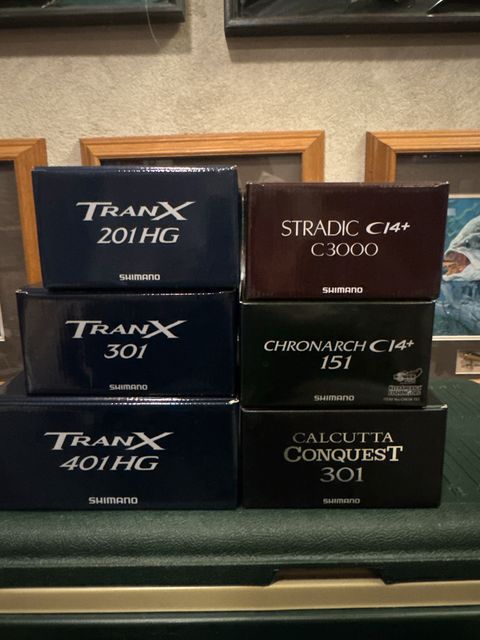 TRANX
201HG
SHIMANO
TRANX
301
SHIMANO
TRANX
401HG
SHIMANO
STRADIC CI4+
C3000
SHIMANO
CHRONARCH CI4+
151
SHIMANO
CALCUTTA
CONQUEST
301
SHIMANO